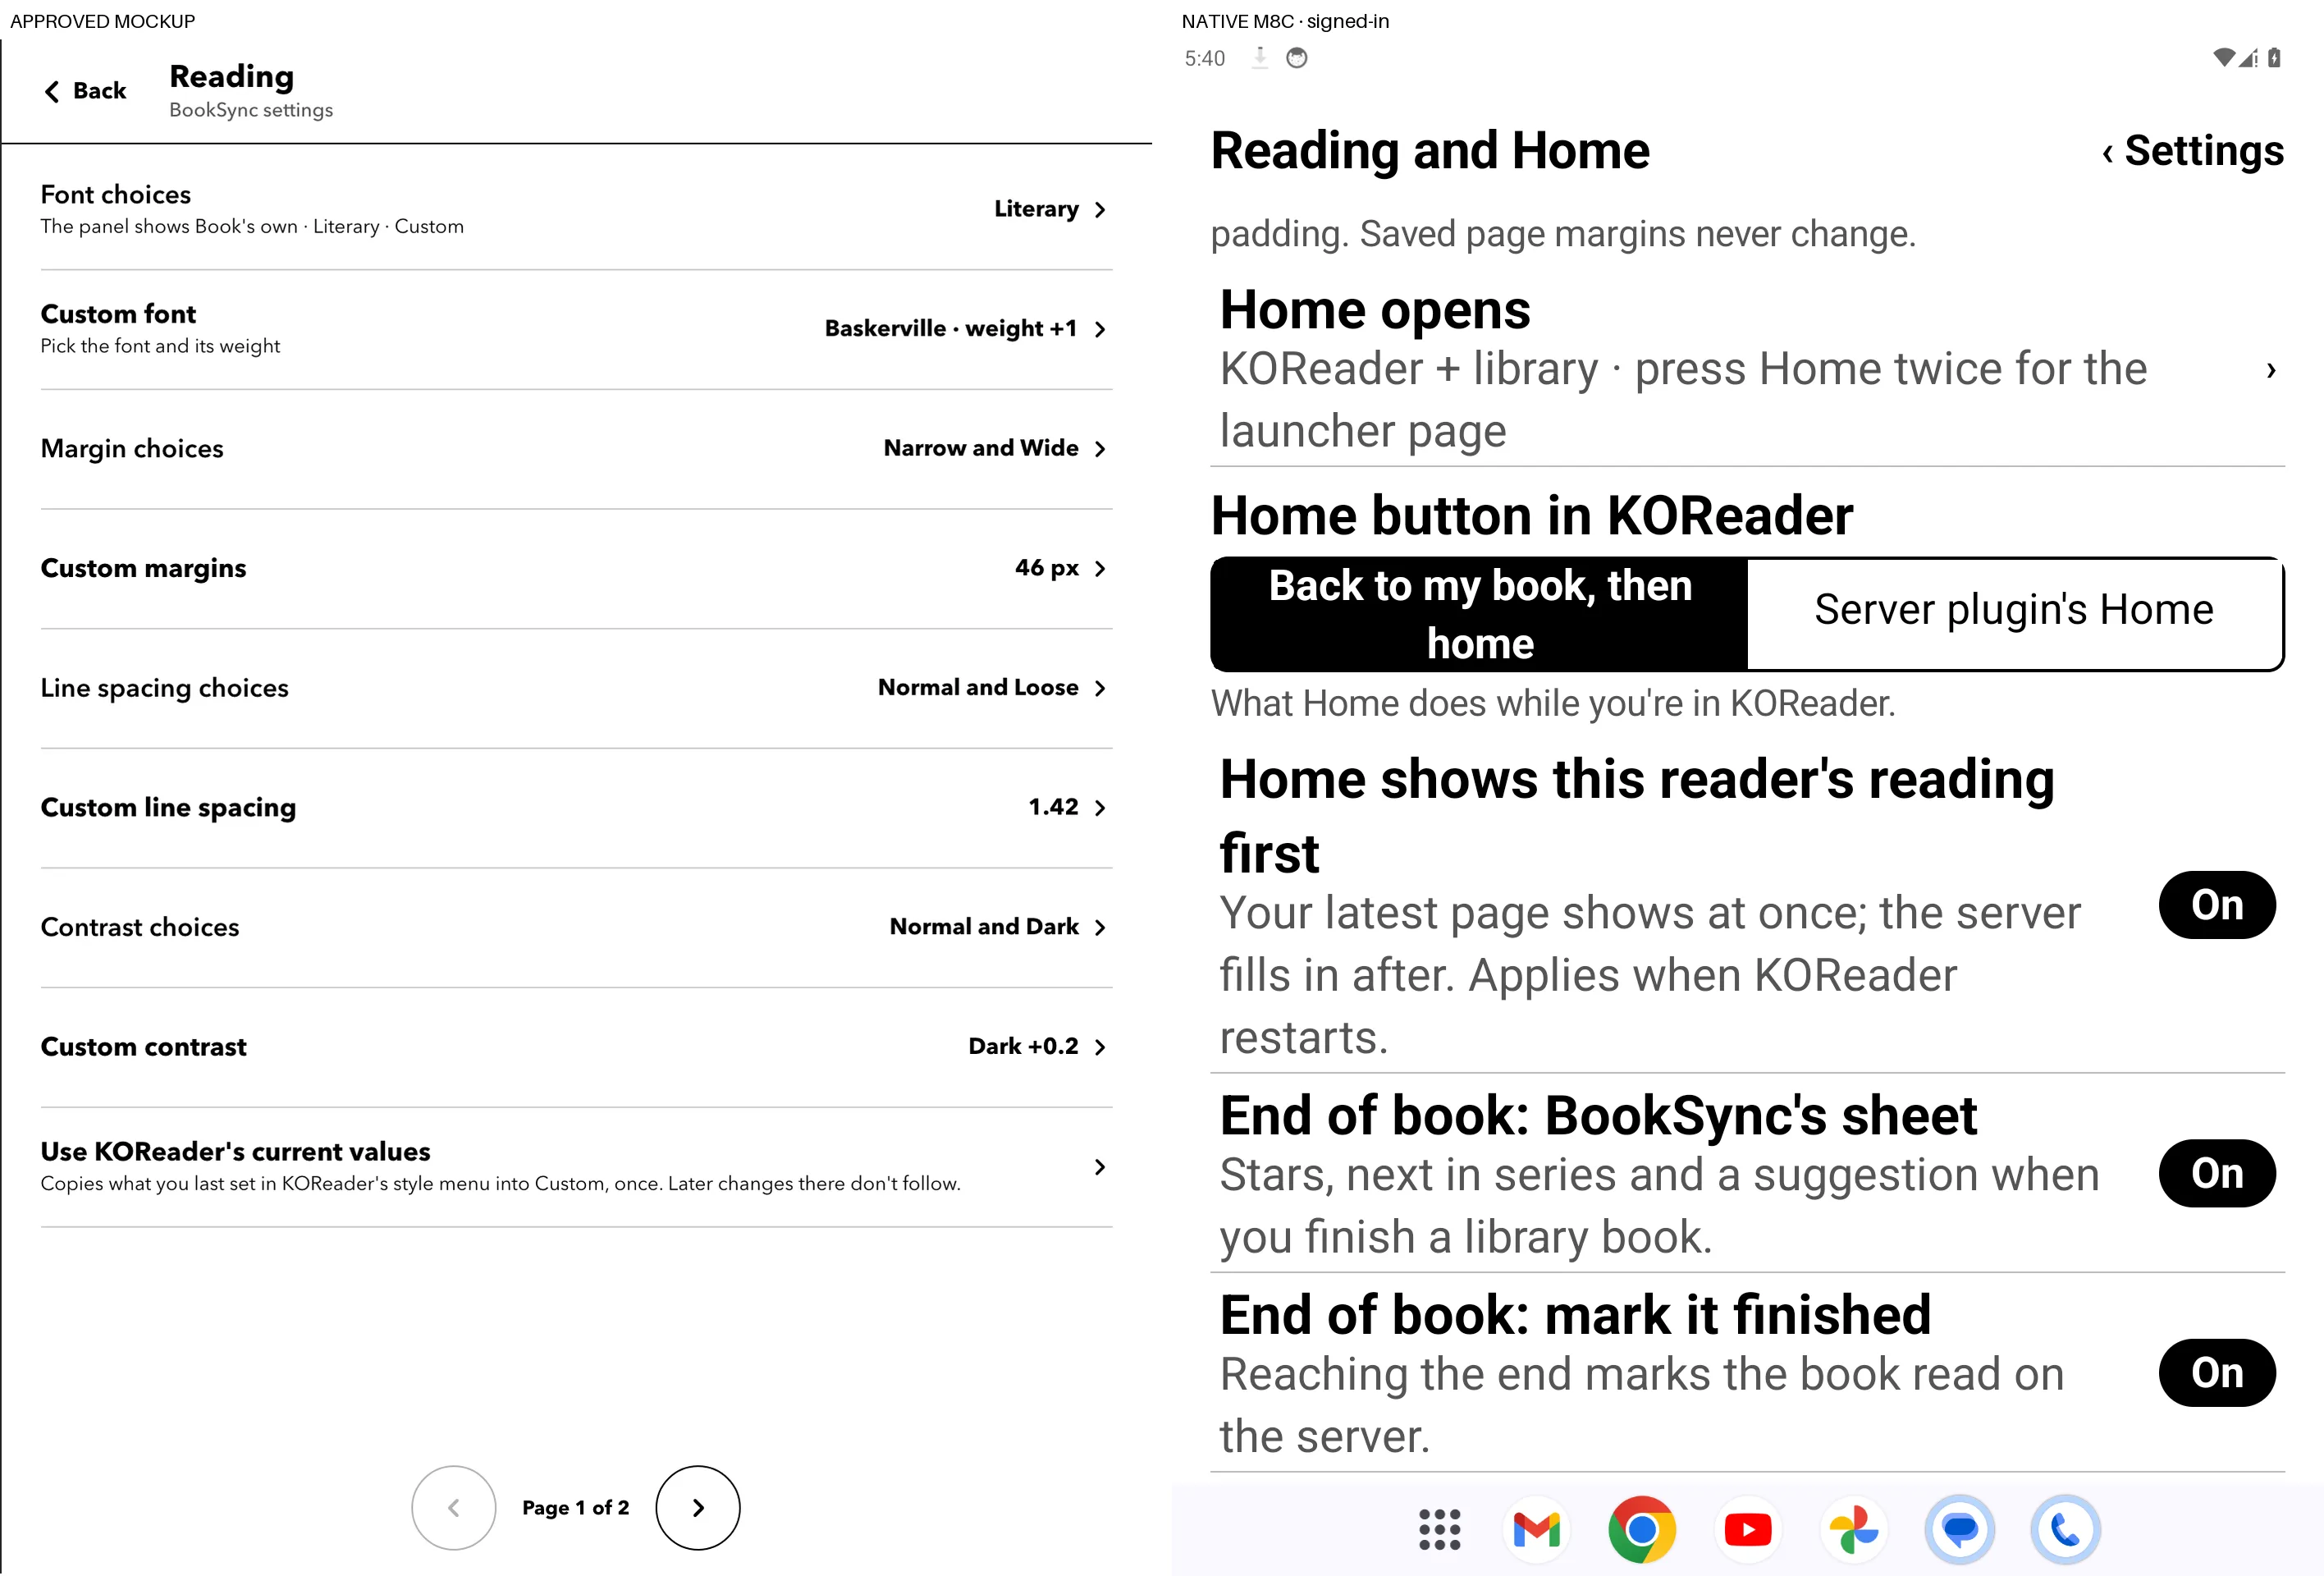 APPROVED MOCKUP
Back
Reading
BookSync settings
Font choices
The panel shows Book's own · Literary · Custom
Literary
Custom font
Pick the font and its weight
Baskerville · weight +1
Margin choices
Narrow and Wide
Custom margins
46 px
Line spacing choices
Normal and Loose
Custom line spacing
1.42
Contrast choices
Normal and Dark
Custom contrast
Dark +0.2
Use KOReader's current values
Copies what you last set in KOReader's style menu into Custom, once. Later changes there don't follow.
Page 1 of 2
NATIVE M8C · signed-in
5:40
Reading and Home
‹ Settings
padding. Saved page margins never change.
Home opens
KOReader + library · press Home twice for the
launcher page
›
Home button in KOReader
Back to my book, then
home
Server plugin's Home
What Home does while you're in KOReader.
Home shows this reader's reading
first
Your latest page shows at once; the server
fills in after. Applies when KOReader
restarts.
On
End of book: BookSync's sheet
Stars, next in series and a suggestion when
you finish a library book.
On
End of book: mark it finished
Reaching the end marks the book read on
the server.
On